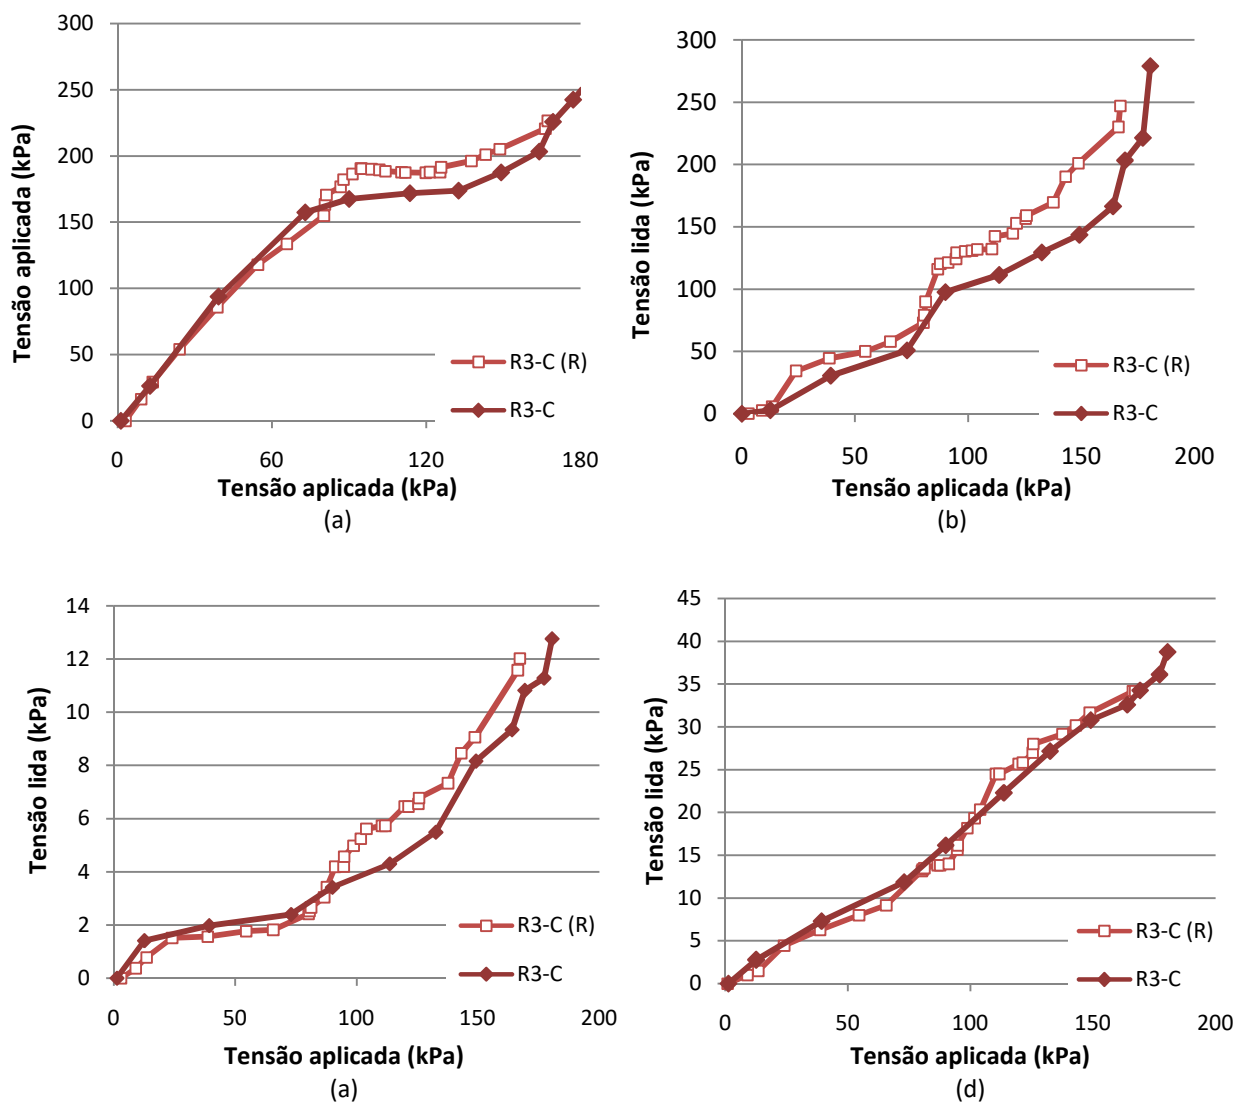 300
250
200
150
100
50
0
Tensão aplicada (kPa)
R3-C (R)
R3-C
0 60 120 180
Tensão aplicada (kPa)
(a)
300
250
200
150
100
50
0
Tensão lida (kPa)
R3-C (R)
R3-C
0 50 100 150 200
Tensão aplicada (kPa)
(b)
14
12
10
8
6
4
2
0
Tensão lida (kPa)
R3-C (R)
R3-C
0 50 100 150 200
Tensão aplicada (kPa)
(a)
45
40
35
30
25
20
15
10
5
0
Tensão lida (kPa)
R3-C (R)
R3-C
0 50 100 150 200
Tensão aplicada (kPa)
(d)